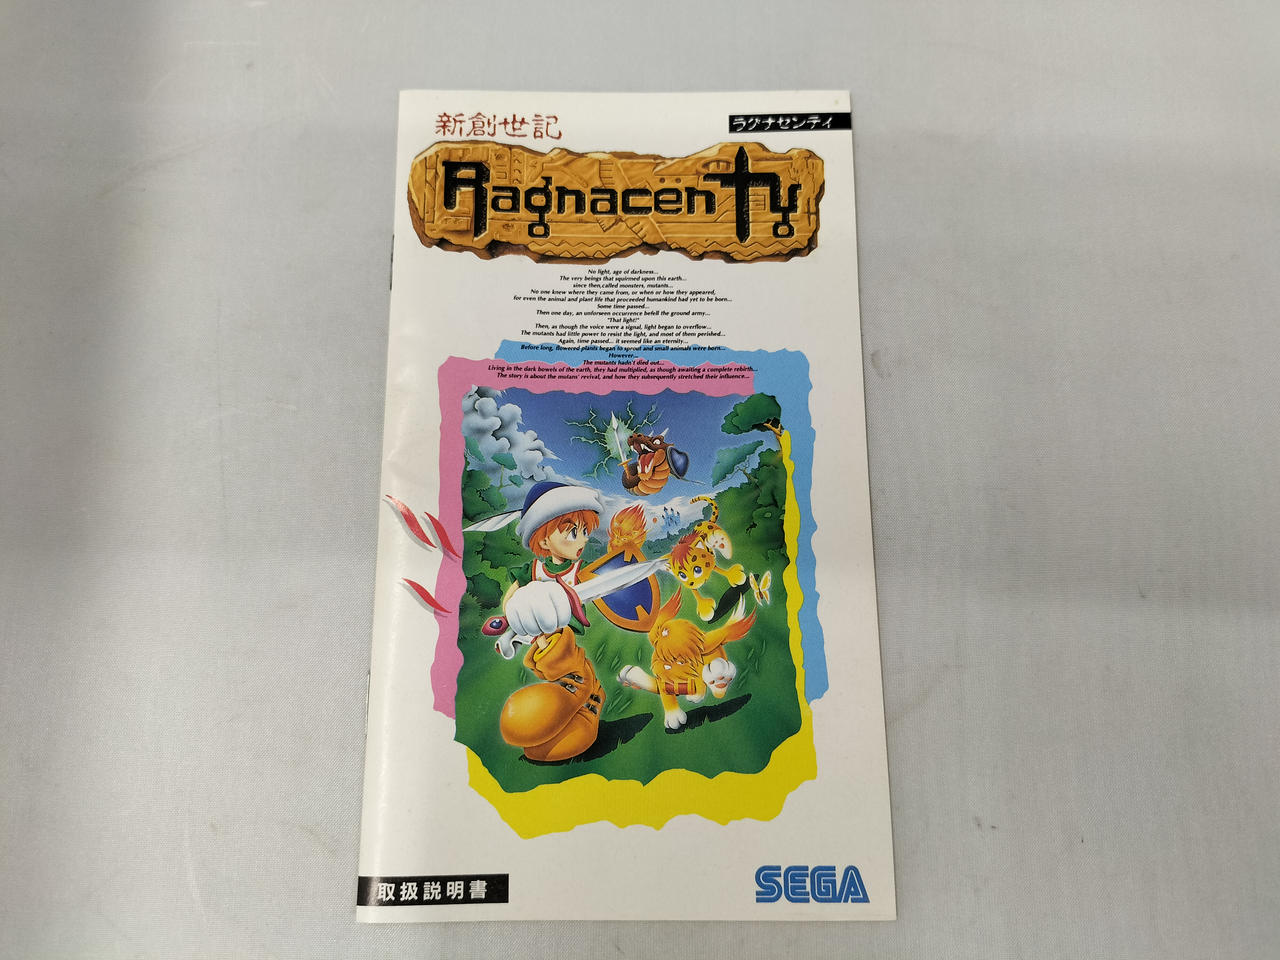 新創世記
ラグナセンティ
Ragnacenty
No light, age of darkness...
The very beings that squirmed upon this earth...
since then,called monsters, mutants...
No one knew where they came from, or when or how they appeared,
for even the animal and plant life that proceeded humankind had yet to be born...
Some time passed...
Then one day, an unforseen occurrence befell the ground army...
"That light!"
Then, as though the voice were a signal, light began to overflow...
The mutants had little power to resist the light, and most of them perished...
Again, time passed... it seemed like an eternity...
Before long, flowered plants began to sprout and small animals were born...
However...
The mutants hadn't died out...
Living in the dark bowels of the earth, they had multiplied, as though awaiting a complete rebirth...
The story is about the mutans' revival, and how they subsequently stretched their influence...
取扱説明書
SEGA